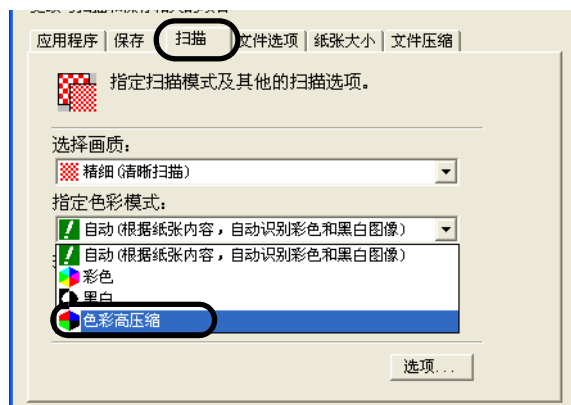 应用程序 保存 扫描 文件选项 纸张大小 文件压缩
指定扫描模式及其他的扫描选项。
选择画质:
精细(清晰扫描)
指定色彩模式:
自动(根据纸张内容,自动识别彩色和黑白图像)
自动(根据纸张内容,自动识别彩色和黑白图像)
彩色
黑白
色彩高压缩
选项...